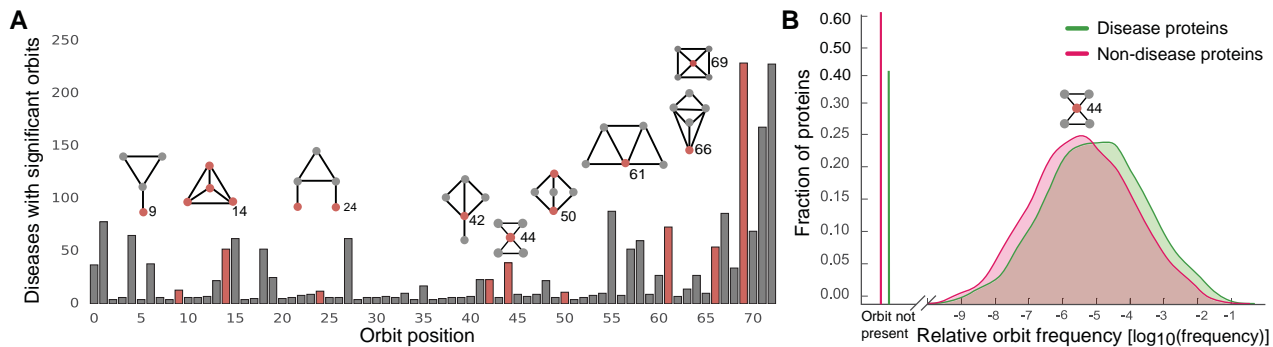 A
Diseases with significant orbits
250
200
150
100
50
0
0 5 10 15 20 25 30 35 40 45 50 55 60 65 70
Orbit position
9
14
24
42
44
50
61
66
69
B
Fraction of proteins
0.60
0.50
0.40
0.30
0.25
0.20
0.15
0.10
0.05
0.00
Disease proteins
Non-disease proteins
44
Orbit not
present
-9 -8 -7 -6 -5 -4 -3 -2 -1
Relative orbit frequency [log10(frequency)]